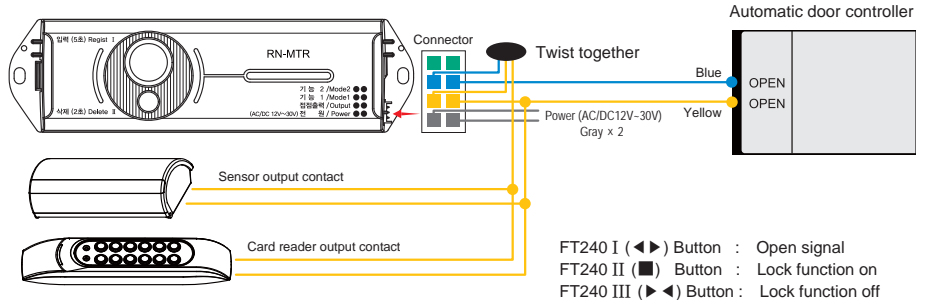 Automatic door controller
입력 (5초) Regist Ⅰ
RN-MTR
Connector
Twist together
기 능 2 /Mode2
기 능 1 /Mode1
접점출력 /Output
(AC/DC 12V~30V) 전 원 / Power
삭제 (2초) Delete Ⅱ
Blue
OPEN
OPEN
Yellow
Power (AC/DC12V~30V)
Gray × 2
Sensor output contact
Card reader output contact
FT240 Ⅰ (◀▶) Button : Open signal
FT240 Ⅱ (■) Button : Lock function on
FT240 Ⅲ (▶◀) Button : Lock function off